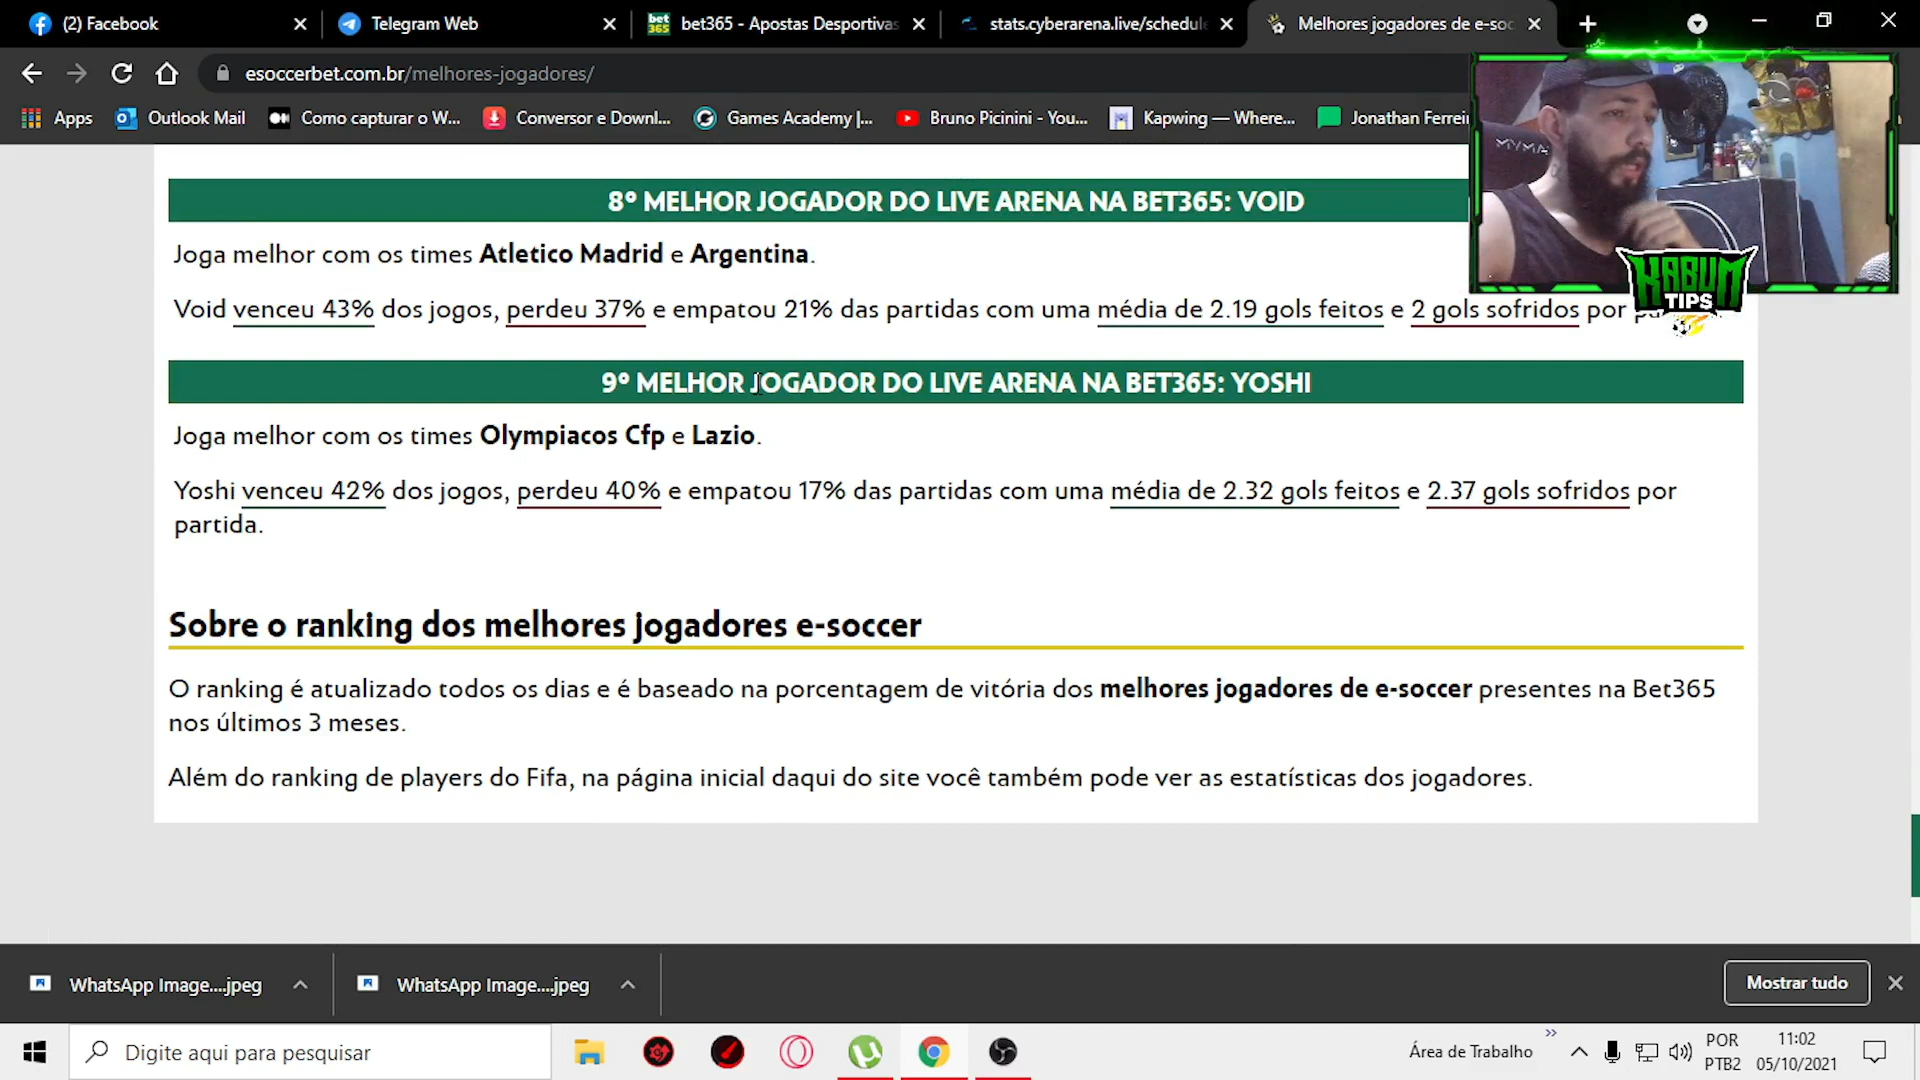 (2) Facebook
Telegram Web
bet365 - Apostas Desportivas
stats.cyberarena.live/schedule
Melhores jogadores de e-soc
esoccerbet.com.br/melhores-jogadores/
Apps
Outlook Mail
Como capturar o W...
Conversor e Downl...
Games Academy |...
Bruno Picinini - You...
Kapwing — Where...
Jonathan Ferrei
KABUM
TIPS
8º MELHOR JOGADOR DO LIVE ARENA NA BET365: VOID
Joga melhor com os times Atletico Madrid e Argentina.
Void venceu 43% dos jogos, perdeu 37% e empatou 21% das partidas com uma média de 2.19 gols feitos e 2 gols sofridos por
9º MELHOR JOGADOR DO LIVE ARENA NA BET365: YOSHI
Joga melhor com os times Olympiacos Cfp e Lazio.
Yoshi venceu 42% dos jogos, perdeu 40% e empatou 17% das partidas com uma média de 2.32 gols feitos e 2.37 gols sofridos por
partida.
Sobre o ranking dos melhores jogadores e-soccer
O ranking é atualizado todos os dias e é baseado na porcentagem de vitória dos melhores jogadores de e-soccer presentes na Bet365
nos últimos 3 meses.
Além do ranking de players do Fifa, na página inicial daqui do site você também pode ver as estatísticas dos jogadores.
WhatsApp Image....jpeg
WhatsApp Image....jpeg
Mostrar tudo
Digite aqui para pesquisar
Área de Trabalho
POR
PTB2
11:02
05/10/2021